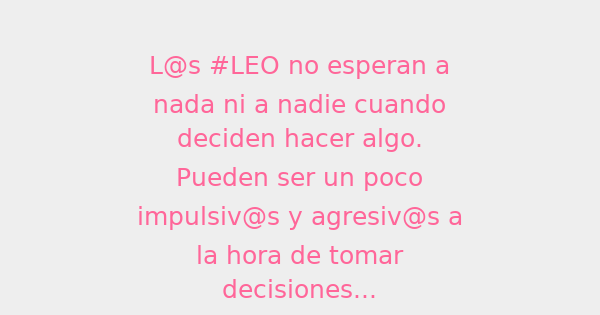 L@s #LEO no esperan a
nada ni a nadie cuando
deciden hacer algo.
Pueden ser un poco
impulsiv@s y agresiv@s a
la hora de tomar
decisiones...